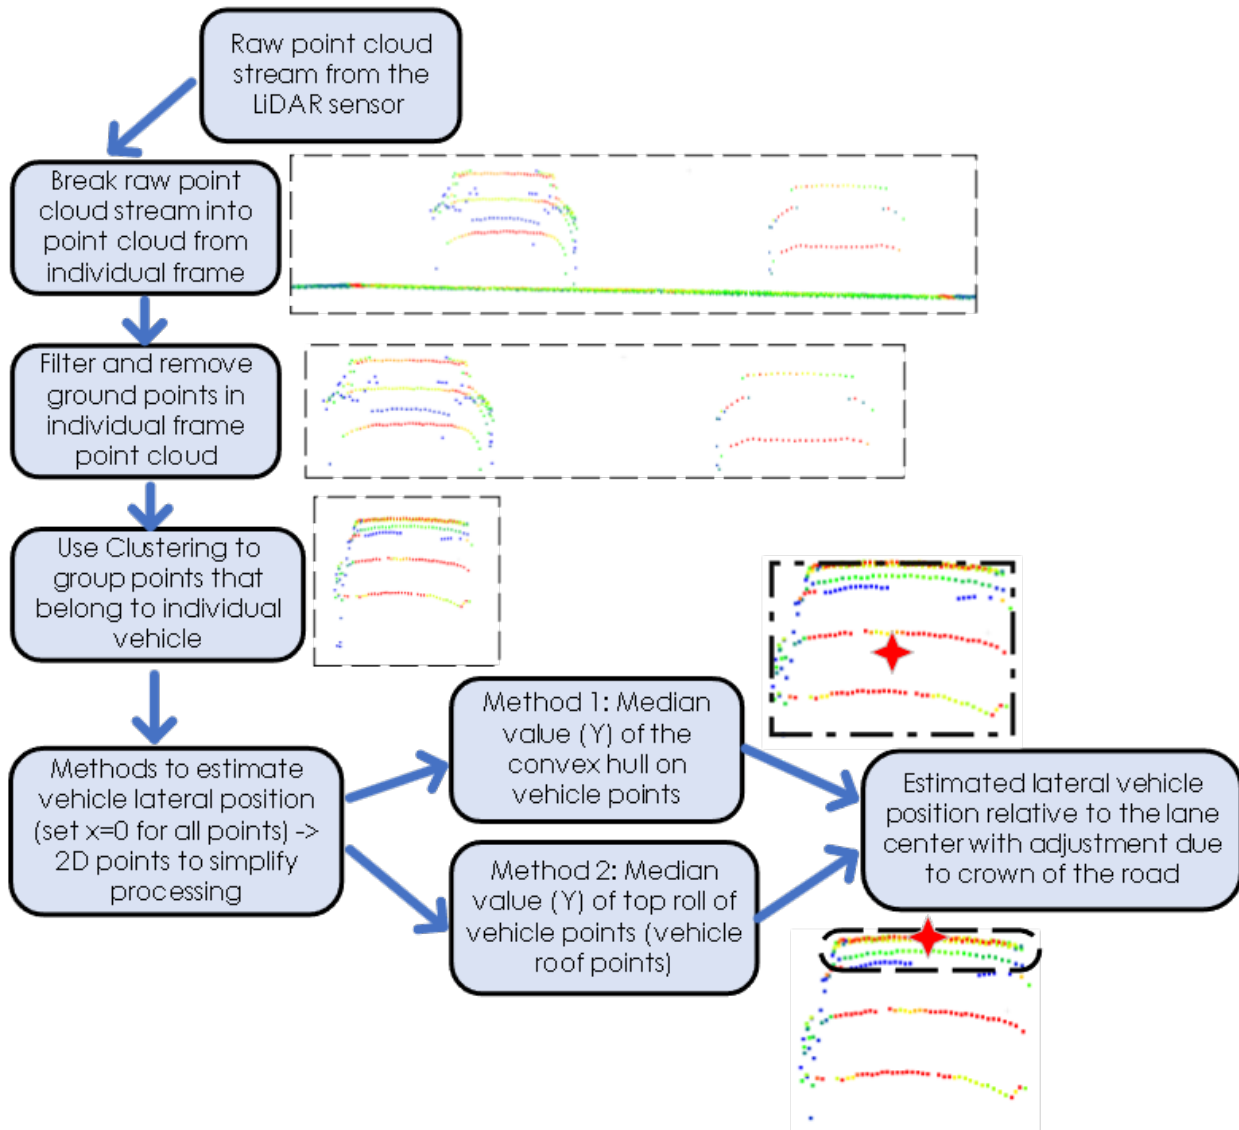 Raw point cloud
stream from the
LiDAR sensor
Break raw point
cloud stream into
point cloud from
individual frame
Filter and remove
ground points in
individual frame
point cloud
Use Clustering to
group points that
belong to individual
vehicle
Methods to estimate
vehicle lateral position
(set x=0 for all points) ->
2D points to simplify
processing
Method 1: Median
value (Y) of the
convex hull on
vehicle points
Method 2: Median
value (Y) of top roll of
vehicle points (vehicle
roof points)
Estimated lateral vehicle
position relative to the lane
center with adjustment due
to crown of the road